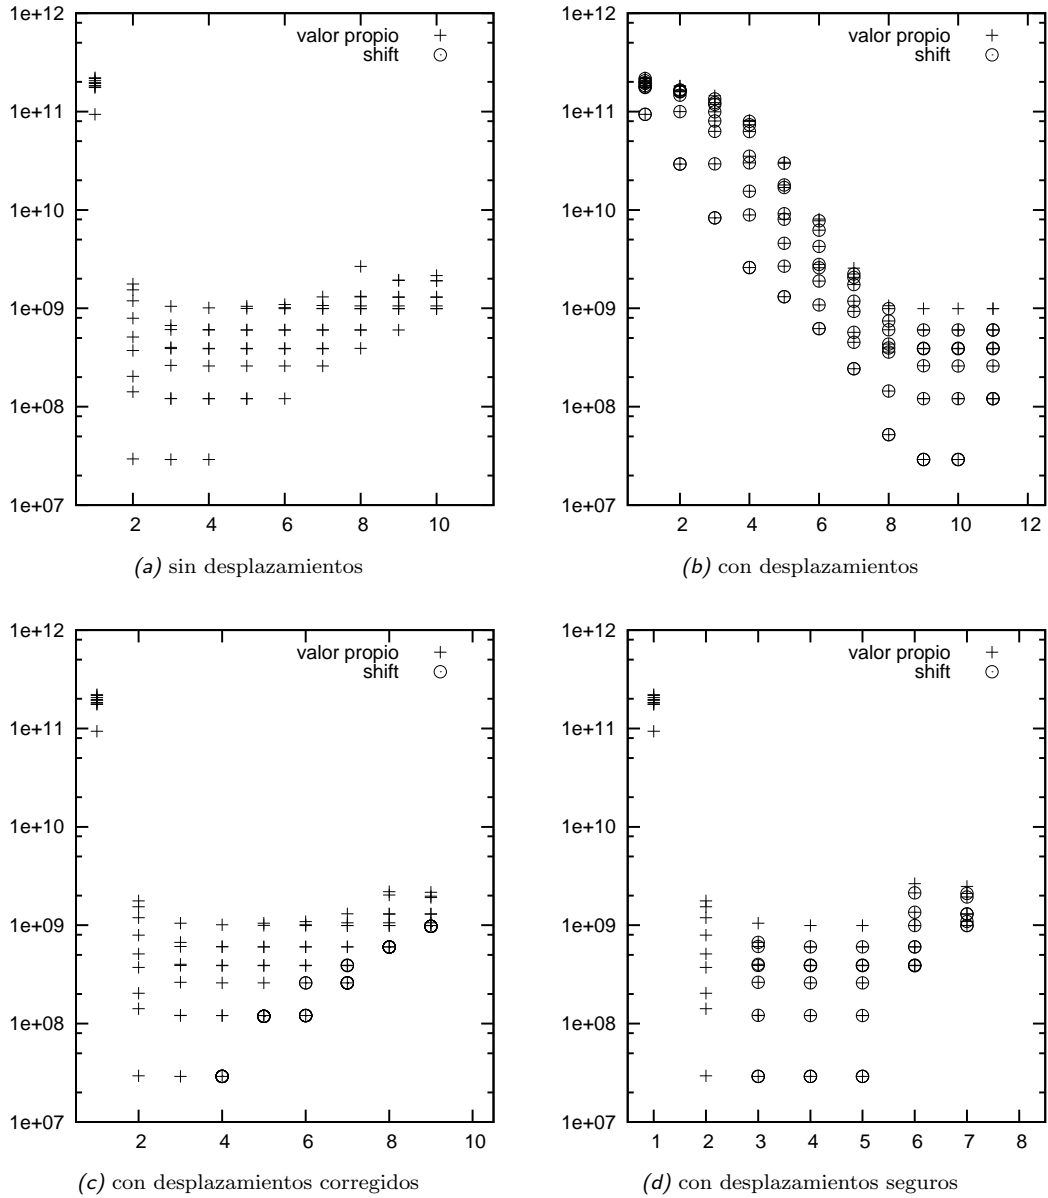 1e+12
valor propio
shift
1e+11
1e+10
1e+09
1e+08
1e+07
2 4 6 8 10
(a) sin desplazamientos
1e+12
valor propio
shift
1e+11
1e+10
1e+09
1e+08
1e+07
2 4 6 8 10 12
(b) con desplazamientos
1e+12
valor propio
shift
1e+11
1e+10
1e+09
1e+08
1e+07
2 4 6 8 10
(c) con desplazamientos corregidos
1e+12
valor propio
shift
1e+11
1e+10
1e+09
1e+08
1e+07
1 2 3 4 5 6 7 8
(d) con desplazamientos seguros